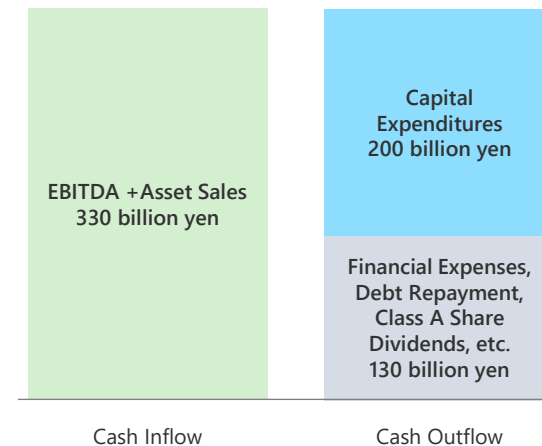 EBITDA +Asset Sales
330 billion yen
Capital
Expenditures
200 billion yen
Financial Expenses,
Debt Repayment,
Class A Share
Dividends, etc.
130 billion yen
Cash Inflow
Cash Outflow